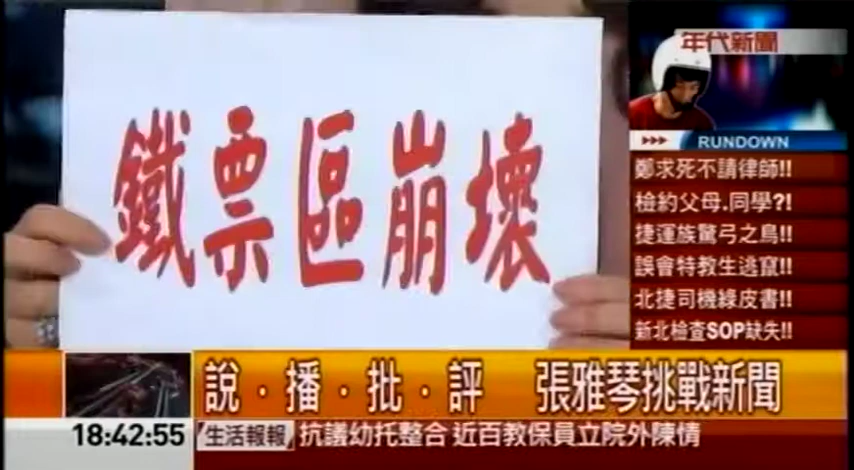 鐵票區崩壞
年代新聞
RUNDOWN
鄭求死不請律師!!
檢約父母.同學?!
捷運族驚弓之鳥!!
誤會特教生逃竄!!
北捷司機綠皮書!!
新北檢查SOP缺失!!
說·播·批·評 張雅琴挑戰新聞
18:42:55 生活報報 抗議幼托整合 近百教保員立院外陳情